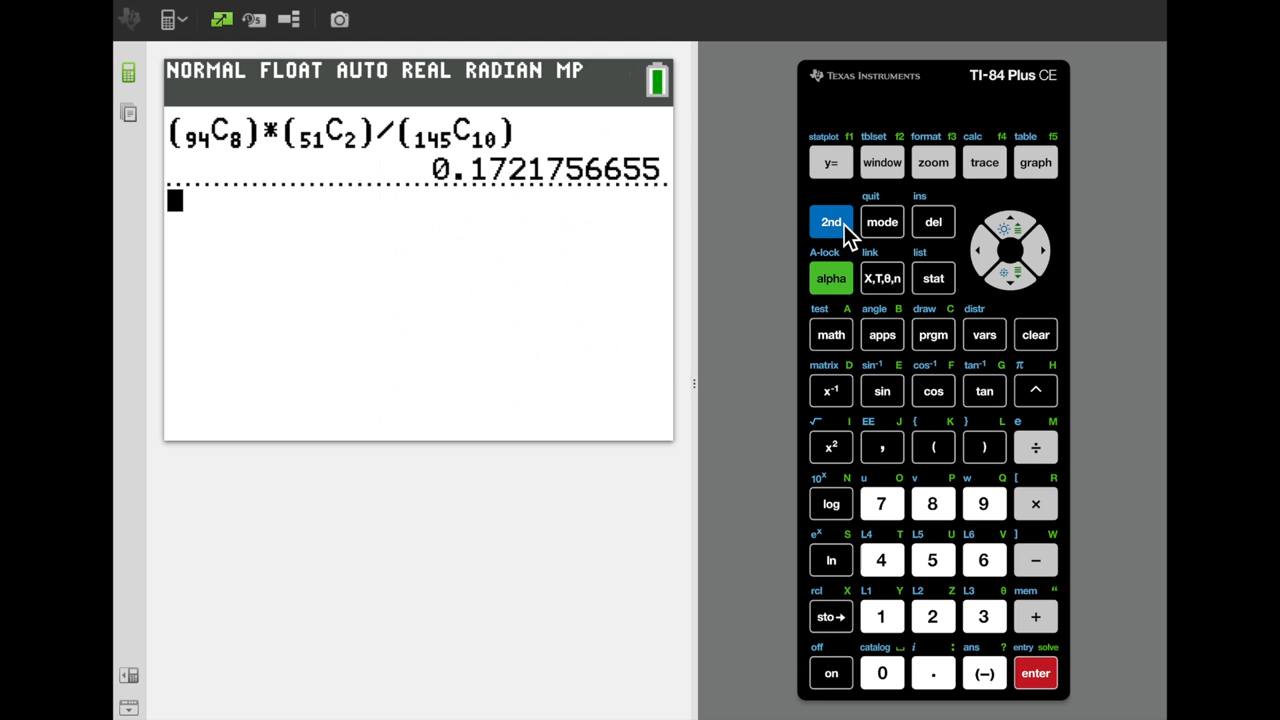 NORMAL FLOAT AUTO REAL RADIAN MP
(₉₄C₈)*(₅₁C₂)/(₁₄₅C₁₀)
0.1721756655
TEXAS INSTRUMENTS TI-84 Plus CE
statplot f1 tblset f2 format f3 calc f4 table f5
y= window zoom trace graph
quit ins
2nd mode del
A-lock link list
alpha X,T,θ,n stat
test A angle B draw C distr
math apps prgm vars clear
matrix D sin⁻¹ E cos⁻¹ F tan⁻¹ G π H
x⁻¹ sin cos tan ^
√ I EE J { K } L e M
x² , ( ) ÷
10ˣ N u O v P w Q [ R
log 7 8 9 ×
eˣ S L4 T L5 U L6 V ] W
ln 4 5 6 −
rcl X L1 Y L2 Z L3 θ mem “
sto→ 1 2 3 +
off catalog ⎵ i : ans ? entry solve
on 0 . (−) enter